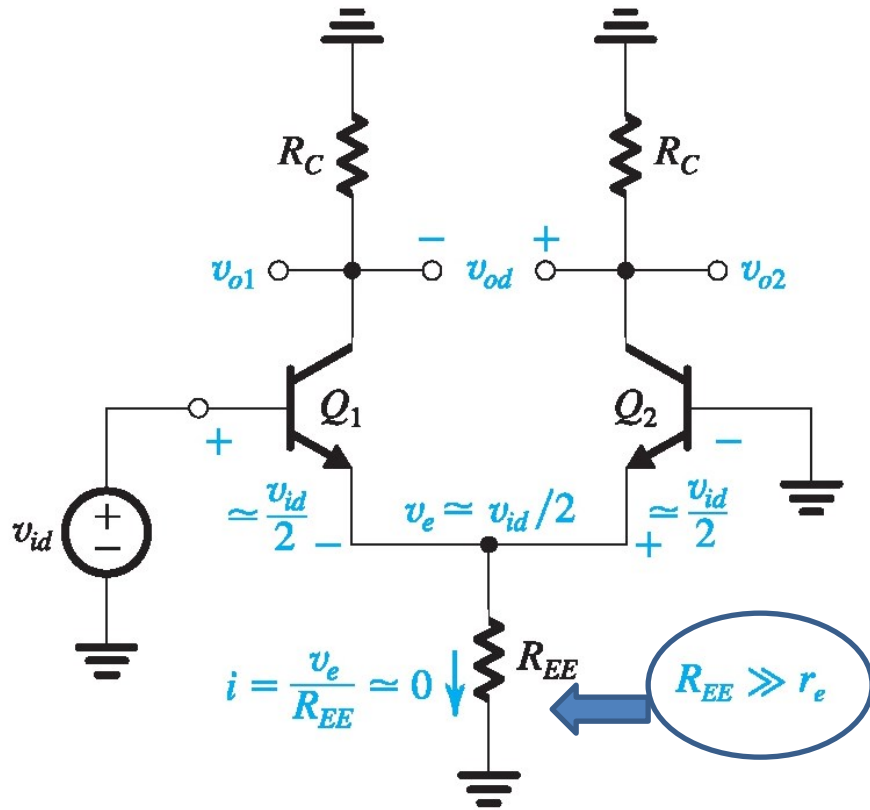 R_C R_C
− +
v_o1 v_od v_o2
Q_1 Q_2
+ −
≃ v_id/2 v_e ≃ v_id/2 ≃ v_id/2
− +
+
−
v_id
R_EE
i = v_e/R_EE ≃ 0
R_EE ≫ r_e